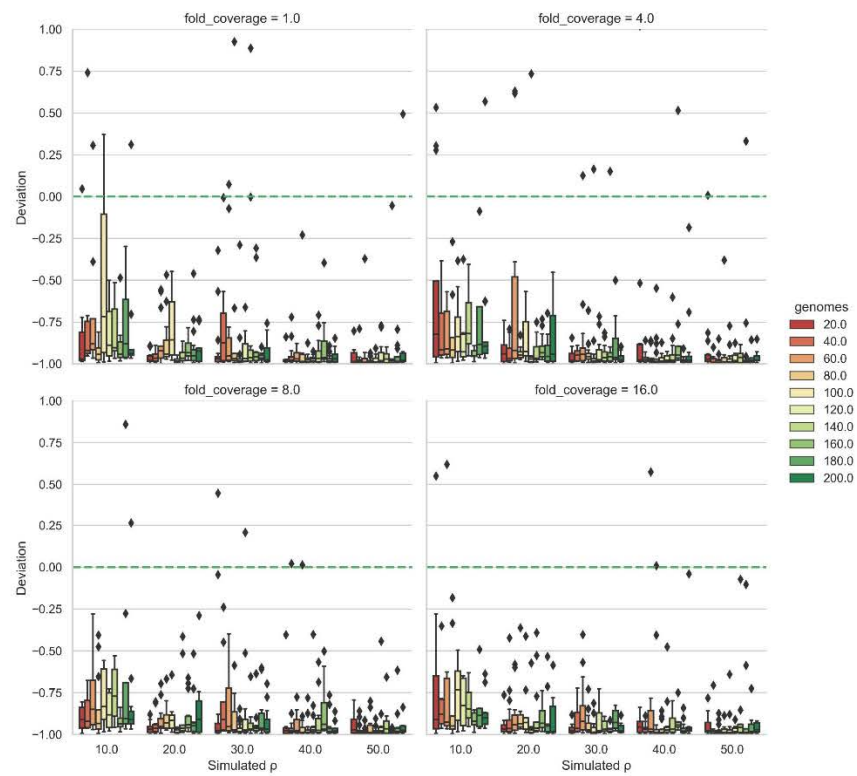 fold_coverage = 1.0
fold_coverage = 4.0
1.00
0.75
0.50
0.25
0.00
−0.25
−0.50
−0.75
−1.00
Deviation
fold_coverage = 8.0
fold_coverage = 16.0
1.00
0.75
0.50
0.25
0.00
−0.25
−0.50
−0.75
−1.00
Deviation
10.0 20.0 30.0 40.0 50.0
Simulated ρ
10.0 20.0 30.0 40.0 50.0
Simulated ρ
genomes
20.0
40.0
60.0
80.0
100.0
120.0
140.0
160.0
180.0
200.0